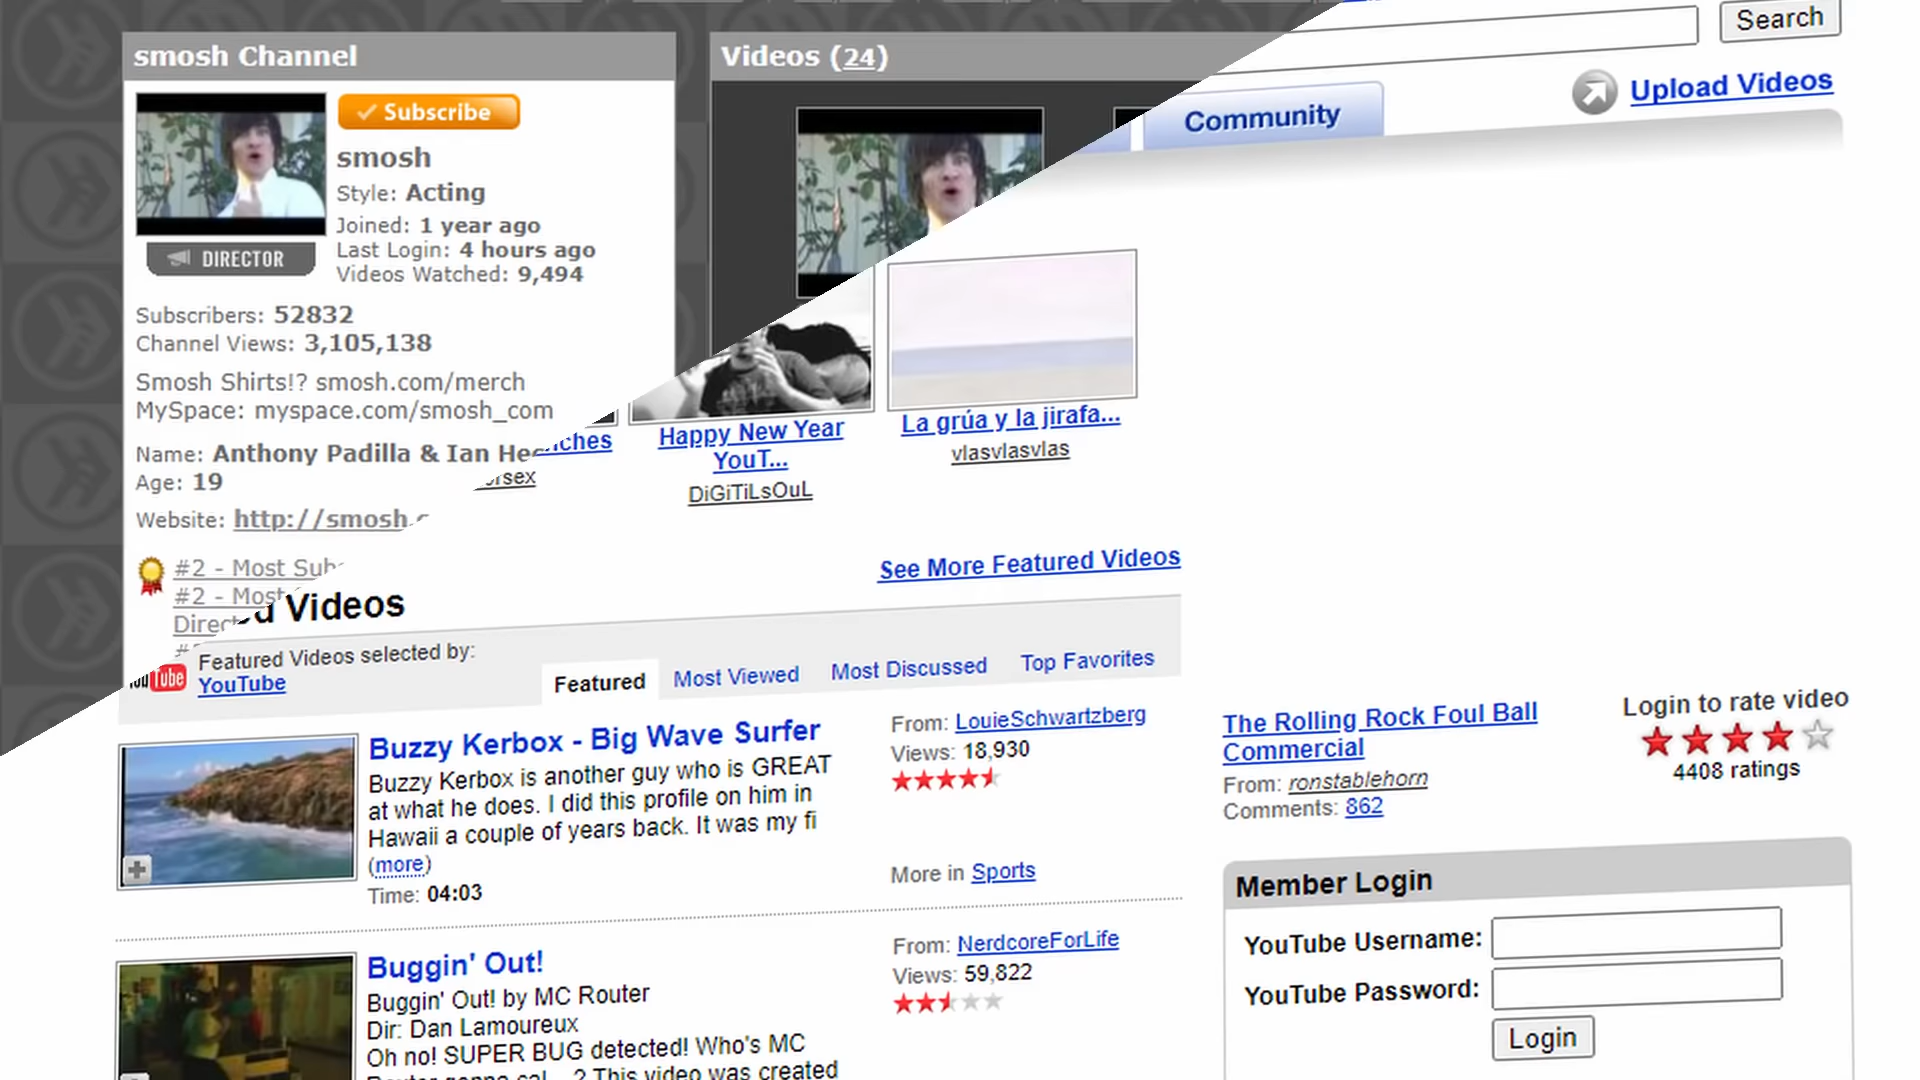 smosh Channel
Subscribe
smosh
Style: Acting
Joined: 1 year ago
Last Login: 4 hours ago
Videos Watched: 9,494
DIRECTOR
Subscribers: 52832
Channel Views: 3,105,138
Smosh Shirts!? smosh.com/merch
MySpace: myspace.com/smosh_com
Name: Anthony Padilla & Ian
Age: 19
Website: http://smosh.
#2 - Most
#2 - Most
Videos (24)
Search
Community
Upload Videos
Happy New Year
YouT...
DiGiTiLsOuL
La grúa y la jirafa...
vlasvlasvlas
See More Featured Videos
Videos
Featured Videos selected by:
YouTube
Featured
Most Viewed
Most Discussed
Top Favorites
Buzzy Kerbox - Big Wave Surfer
Buzzy Kerbox is another guy who is GREAT
at what he does. I did this profile on him in
Hawaii a couple of years back. It was my fi
(more)
Time: 04:03
From: LouieSchwartzberg
Views: 18,930
More in Sports
Buggin' Out!
Buggin' Out! by MC Router
Dir: Dan Lamoureux
Oh no! SUPER BUG detected! Who's MC
? This video was created
From: NerdcoreForLife
Views: 59,822
The Rolling Rock Foul Ball
Commercial
From: ronstablehorn
Comments: 862
Login to rate video
4408 ratings
Member Login
YouTube Username:
YouTube Password:
Login